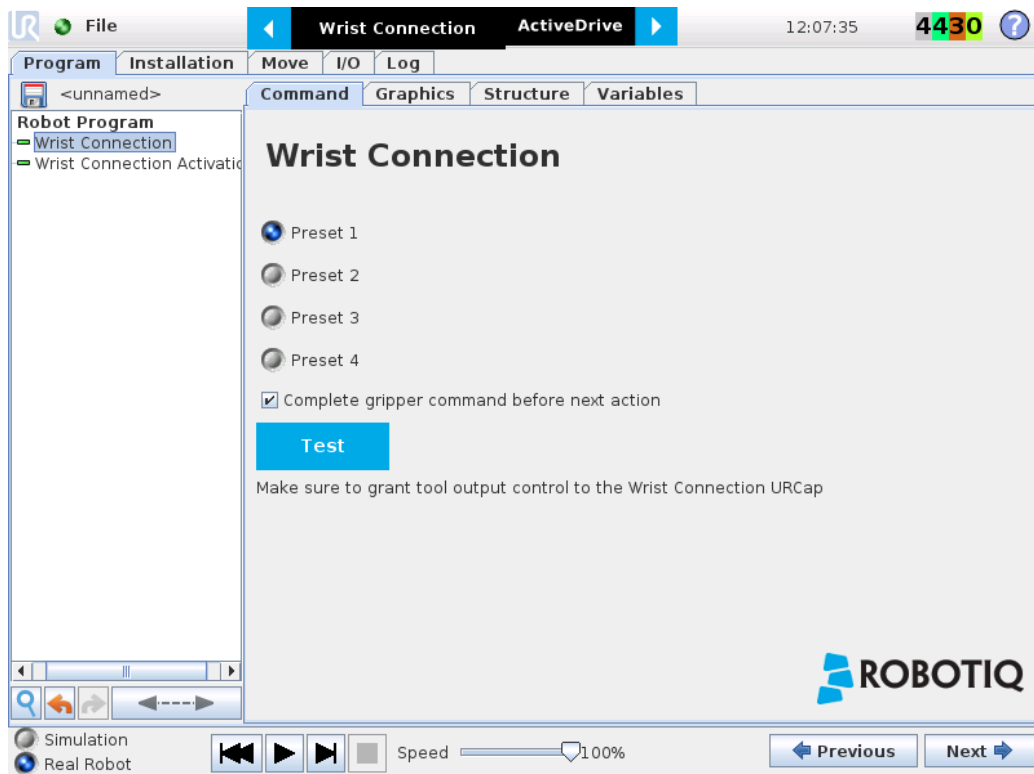 File
Wrist Connection
ActiveDrive
12:07:35
4430
?
Program
Installation
Move
I/O
Log
<unnamed>
Command
Graphics
Structure
Variables
Robot Program
Wrist Connection
Wrist Connection Activatio
Wrist Connection
Preset 1
Preset 2
Preset 3
Preset 4
Complete gripper command before next action
Test
Make sure to grant tool output control to the Wrist Connection URCap
ROBOTIQ
Simulation
Real Robot
Speed
100%
Previous
Next